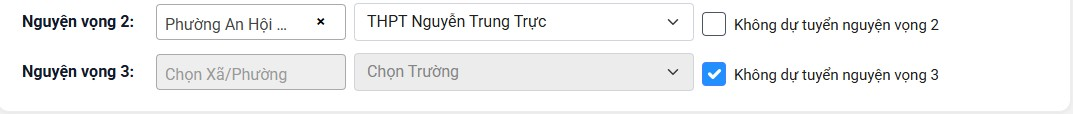 Nguyện vọng 2: Phường An Hội ... × THPT Nguyễn Trung Trực Không dự tuyển nguyện vọng 2
Nguyện vọng 3: Chọn Xã/Phường Chọn Trường Không dự tuyển nguyện vọng 3